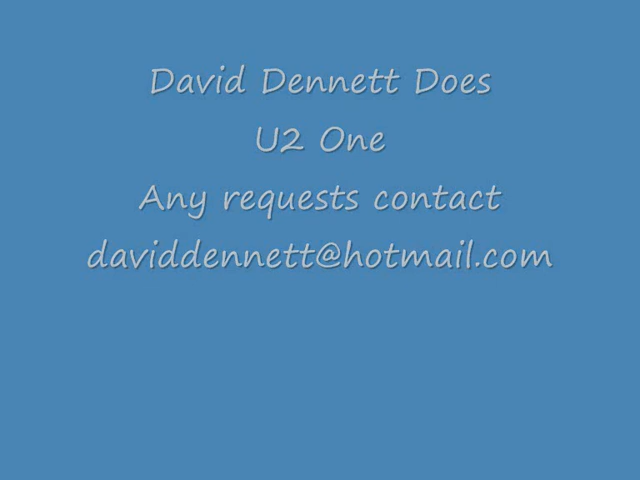 David Dennett Does
U2 One
Any requests contact
daviddennett@hotmail.com